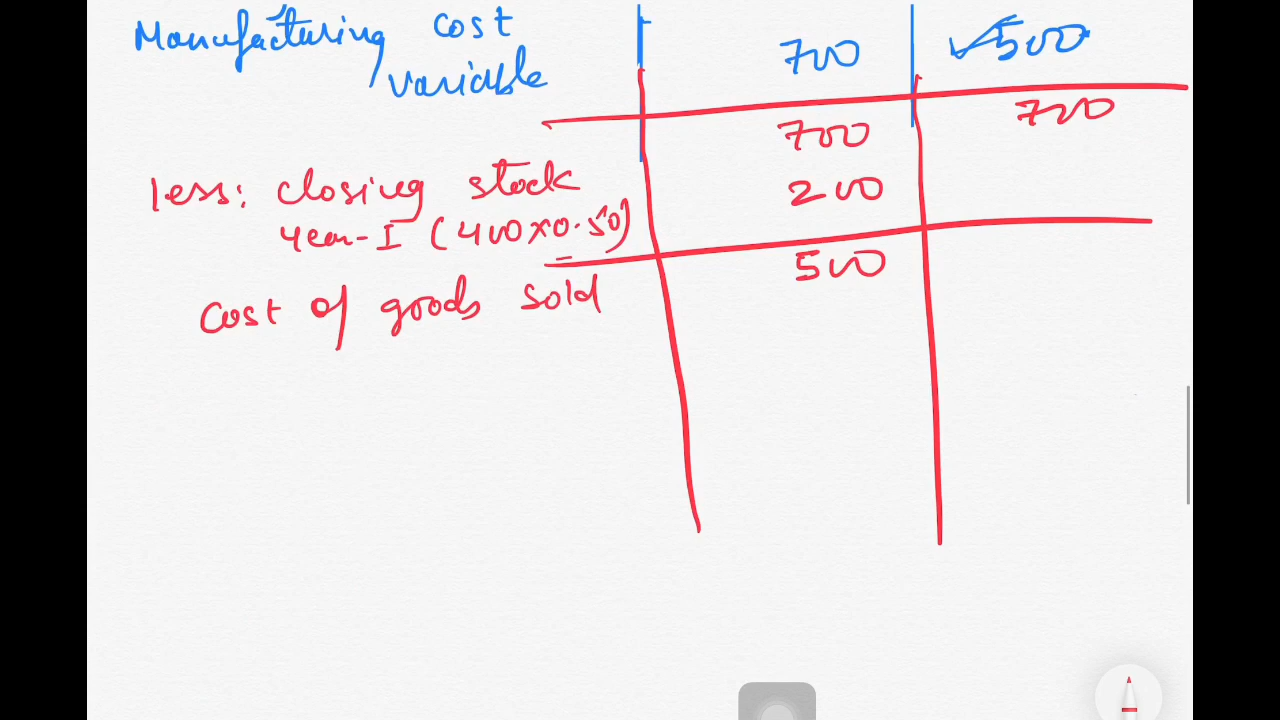 Manufacturing cost
variable 700 500
700 700
less: closing stock 200
year-I (400×0.50)
cost of goods sold 500